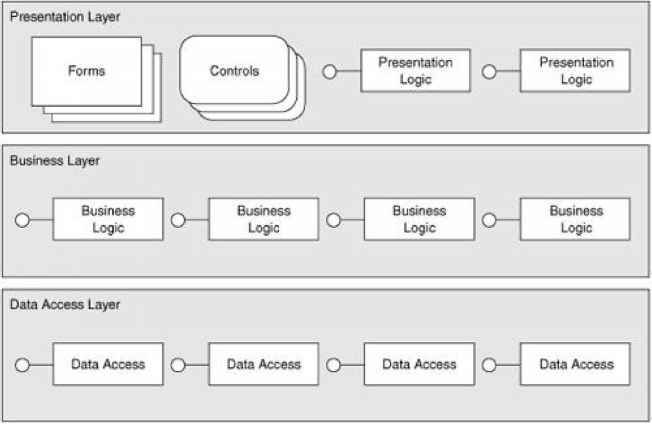 Presentation Layer
Forms
Controls
Presentation
Logic
Presentation
Logic
Business Layer
Business
Logic
Business
Logic
Business
Logic
Business
Logic
Data Access Layer
Data Access
Data Access
Data Access
Data Access